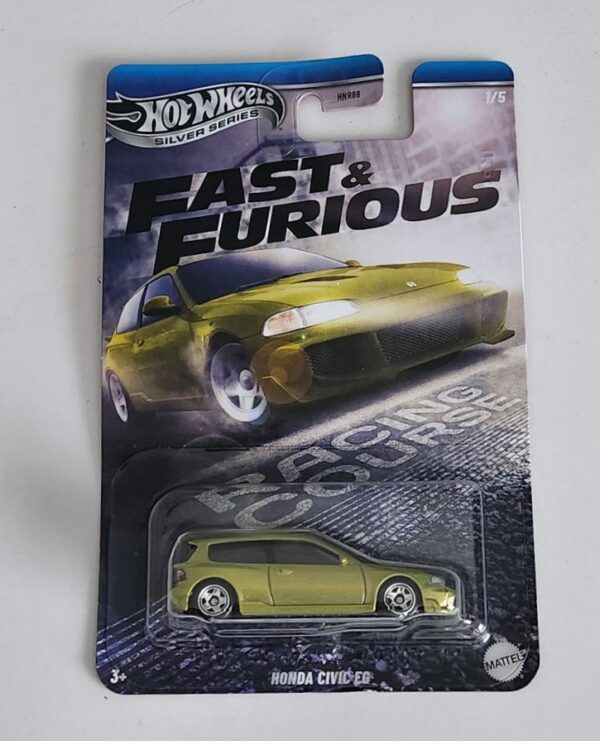 HOT WHEELS
SILVER SERIES
HNR88
1/5
FAST &
FURIOUS
RACING
COURSE
3+
HONDA CIVIC EG
MATTEL